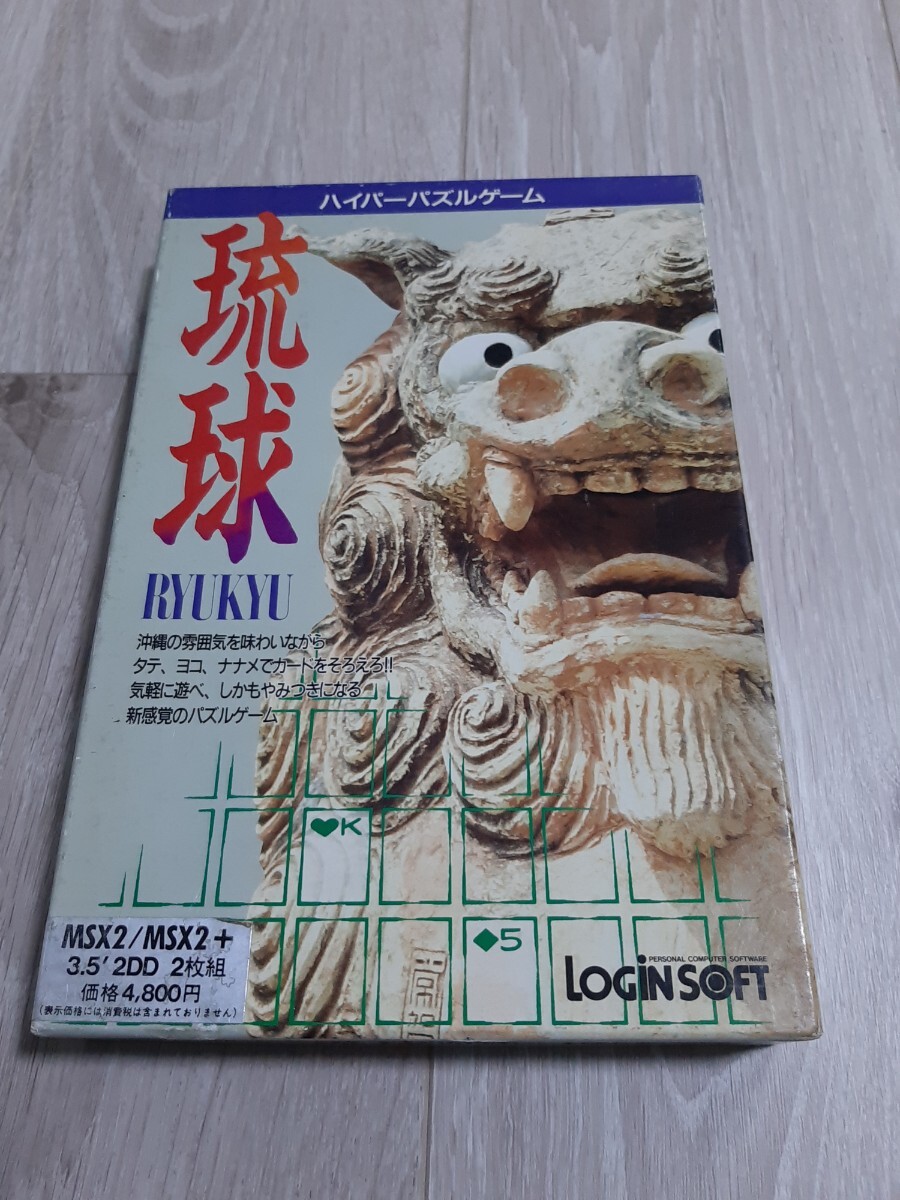 ハイパーパズルゲーム
琉球
RYUKYU
沖縄の雰囲気を味わいながら
タテ、ヨコ、ナナメでカードをそろえろ!!
気軽に遊べ、しかもやみつきになる
新感覚のパズルゲーム
♥K
◆5
MSX2/MSX2+
3.5'2DD 2枚組
価格4,800円
(表示価格には消費税は含まれておりません)
PERSONAL COMPUTER SOFTWARE
LOGiN SOFT